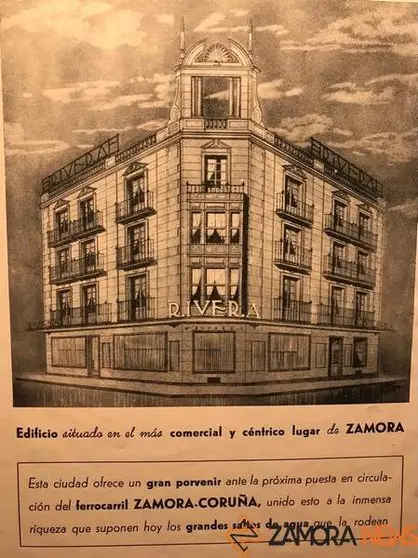 RIVERA
RIVERA
RIVERA
Edificio situado en el más comercial y céntrico lugar de ZAMORA
Esta ciudad ofrece un gran porvenir ante la próxima puesta en circula-
ción del ferrocarril ZAMORA-CORUÑA, unido esto a la inmensa
riqueza que suponen hoy los grandes saltos de agua que la rodean
ZAMORA NEWS